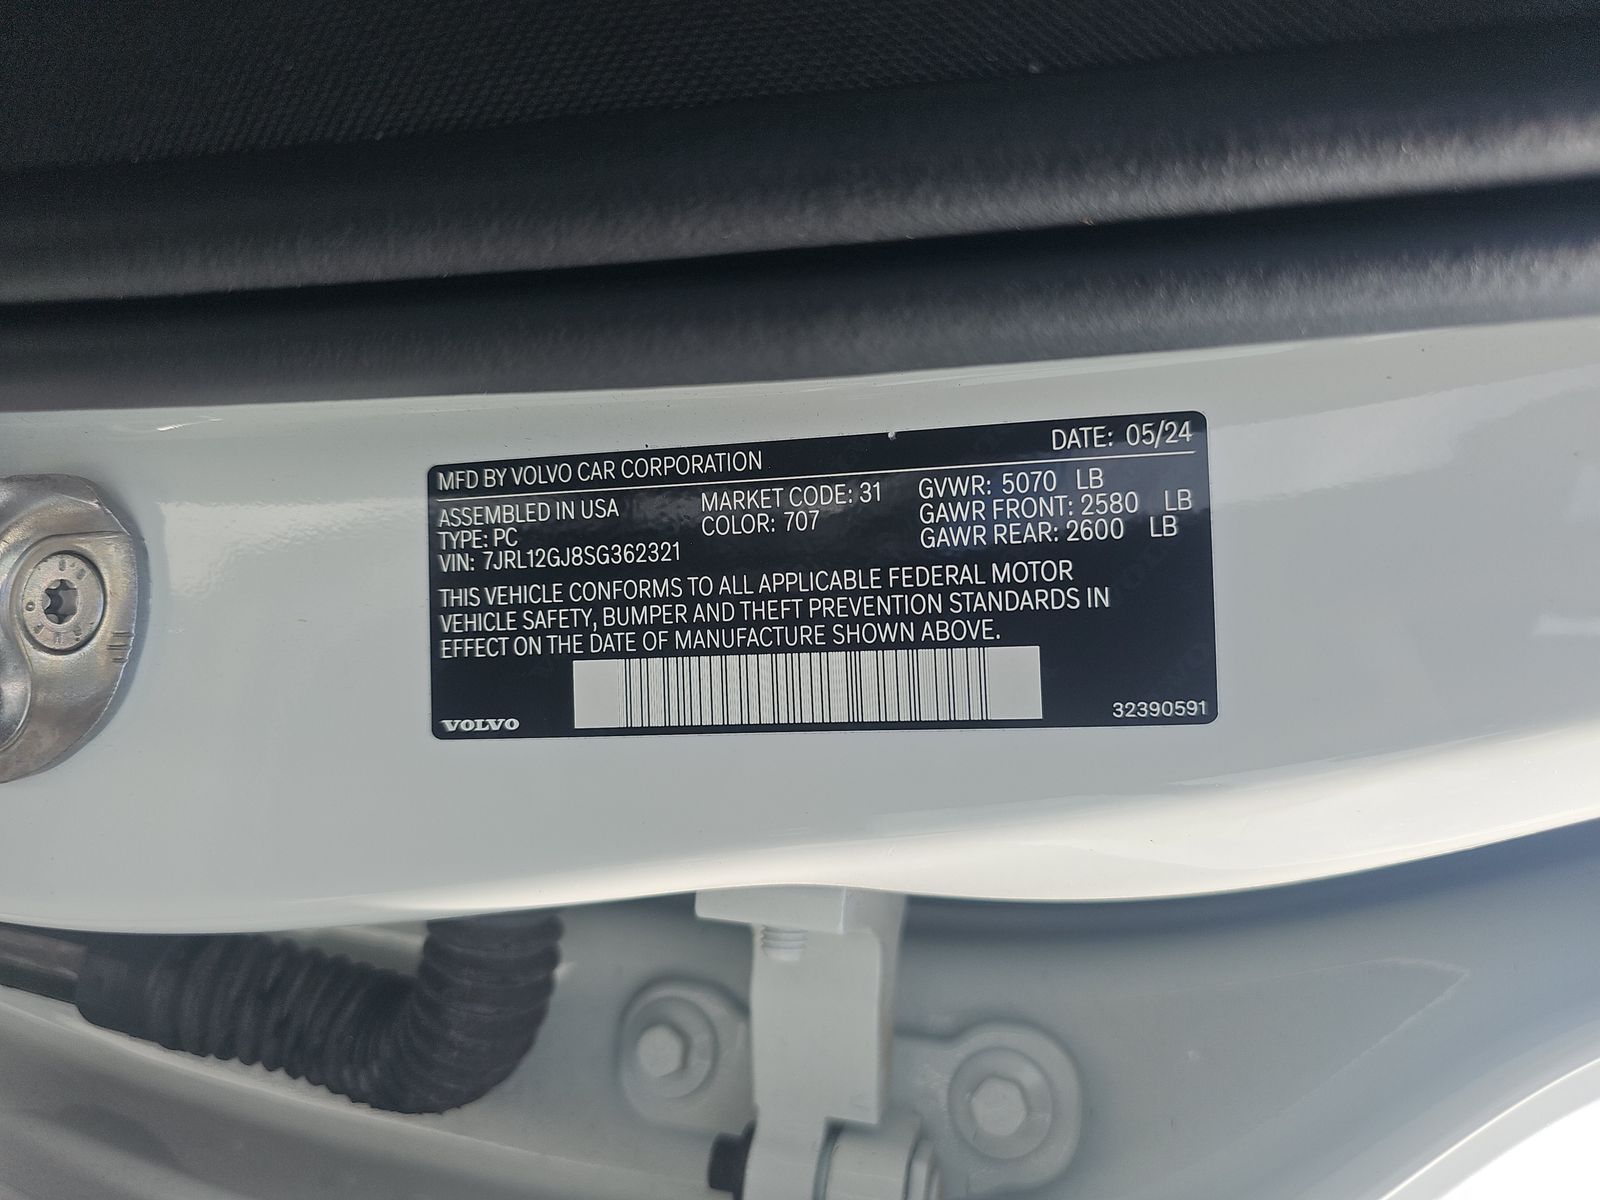 MFD BY VOLVO CAR CORPORATION
DATE: 05/24
ASSEMBLED IN USA
TYPE: PC
VIN: 7JRL12GJ8SG362321
MARKET CODE: 31
COLOR: 707
GVWR: 5070 LB
GAWR FRONT: 2580 LB
GAWR REAR: 2600 LB
THIS VEHICLE CONFORMS TO ALL APPLICABLE FEDERAL MOTOR
VEHICLE SAFETY, BUMPER AND THEFT PREVENTION STANDARDS IN
EFFECT ON THE DATE OF MANUFACTURE SHOWN ABOVE.
VOLVO
32390591